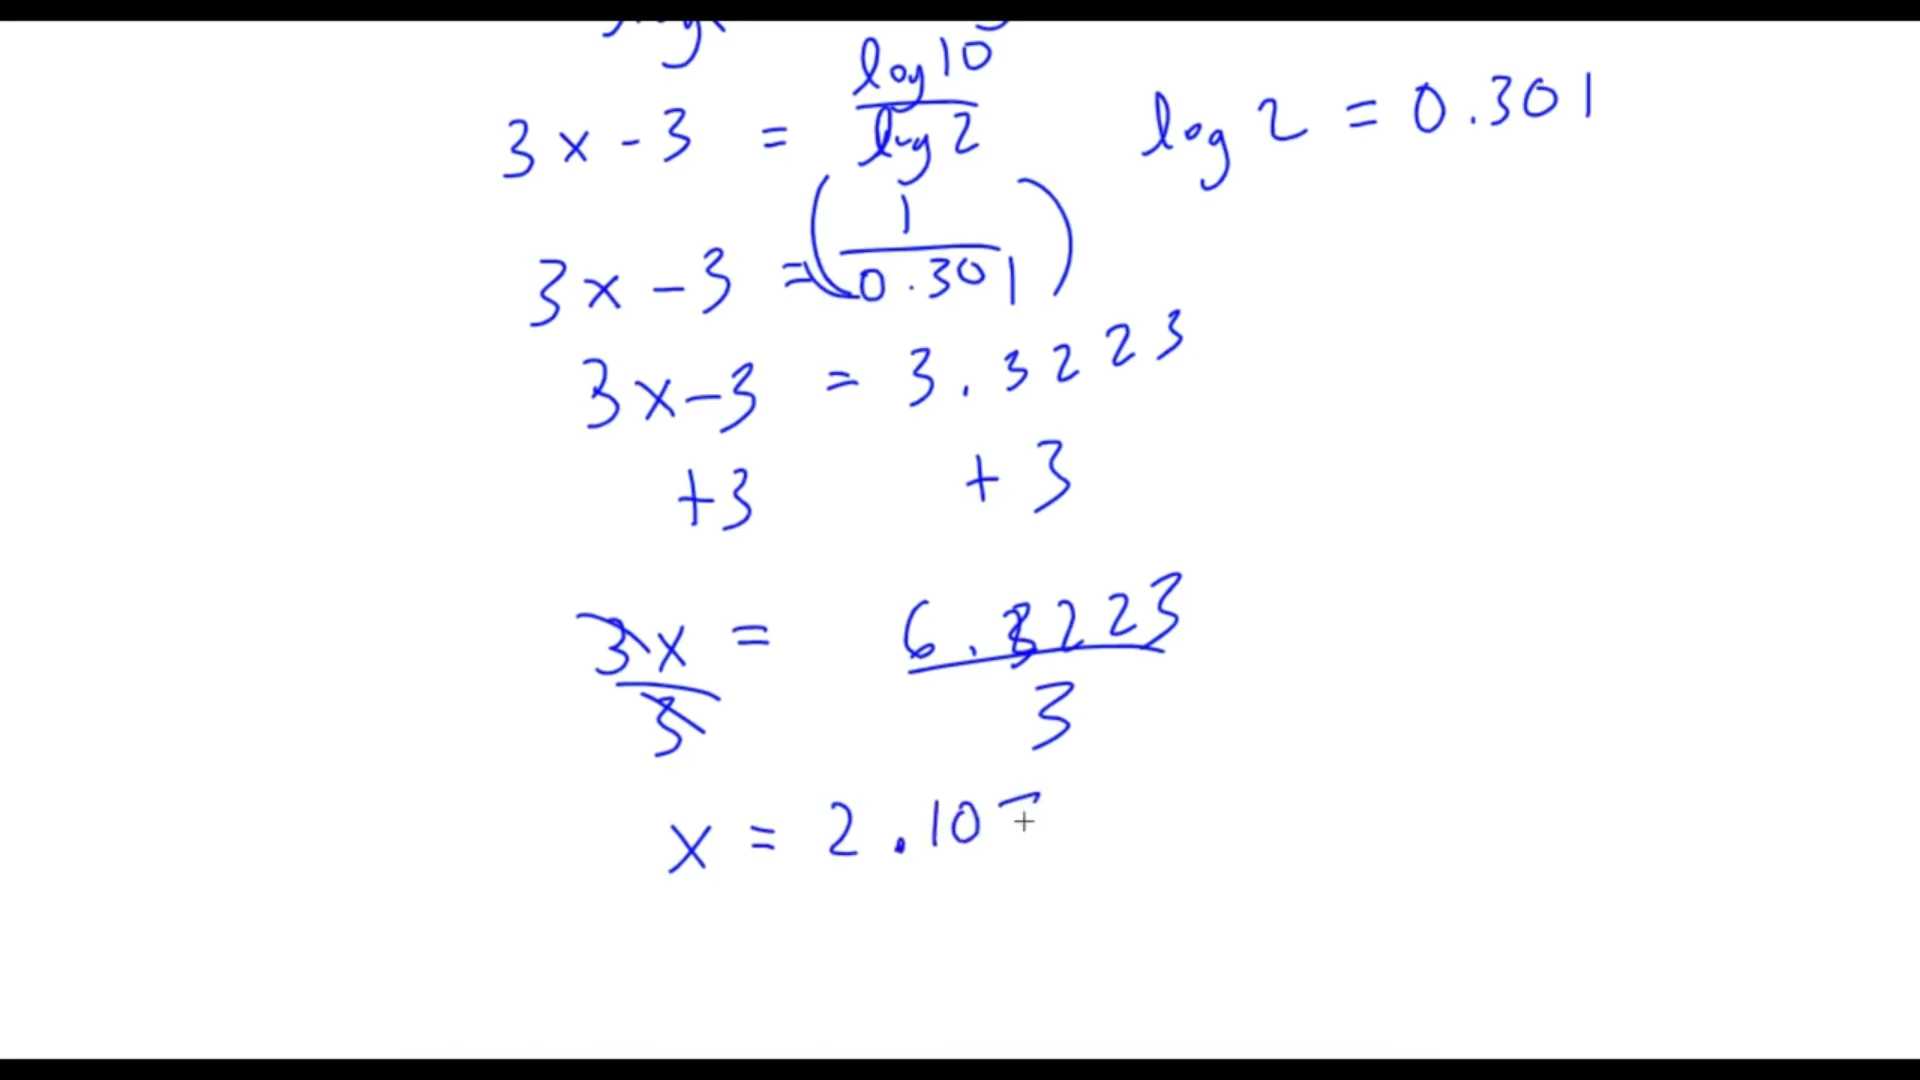 3x - 3 = log 10 / log 2
log 2 = 0.301
3x - 3 = (1 / 0.301)
3x - 3 = 3.3223
+3 +3
3x / 3 = 6.3223 / 3
x = 2.107